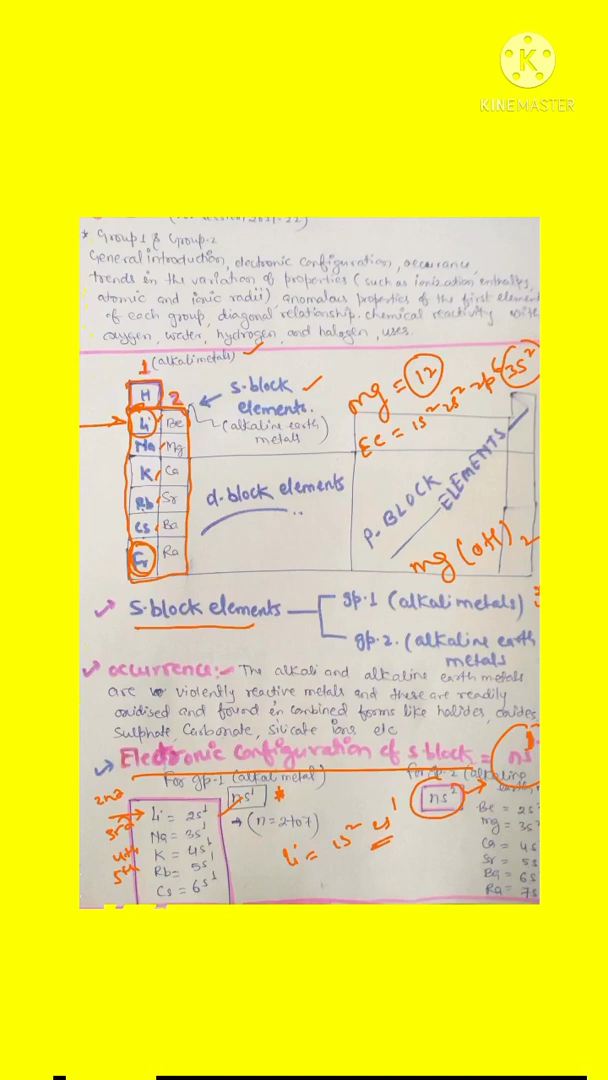 K
KINEMASTER
* Group 1 & Group-2
General introduction, electronic configuration, occurance,
trends in the variation of properties (such as ionization enthalpy,
atomic and ionic radii) anomalous properties of the first element
of each group, diagonal relationship. chemical reactivity with
oxygen, water, hydrogen, and halogen, uses.
1 (alkali metals)
H 2
s-block elements.
(alkaline earth metals)
Li Be
Na Mg
K Ca
Rb Sr
Cs Ba
Fr Ra
d-block elements
P-BLOCK ELEMENTS
mg = 12
EC = 1s² 2s² 2p⁶ 3s²
mg(OH)₂
S-block elements
gp.1 (alkali metals)
gp.2. (alkaline earth
metals
occurrence:- The alkali and alkaline earth metals
are violently reactive metals and these are readily
oxidised and found in combined forms like halides, oxides,
Sulphate, Carbonate, silicate ions etc
Electronic configuration of s block = ns
For gp-1 (alkal metal)
For gp-2 (alkaline
ns¹
→ (n = 2 to 7)
2nd
Li = 2s¹
3rd
Na = 3s¹
4th
K = 4s¹
5th
Rb = 5s¹
Cs = 6s¹
Li = 1s² 2s¹
ns²
Be = 2s
mg = 3s
Ca = 4s
Sr = 5s
Ba = 6s
Ra = 7s